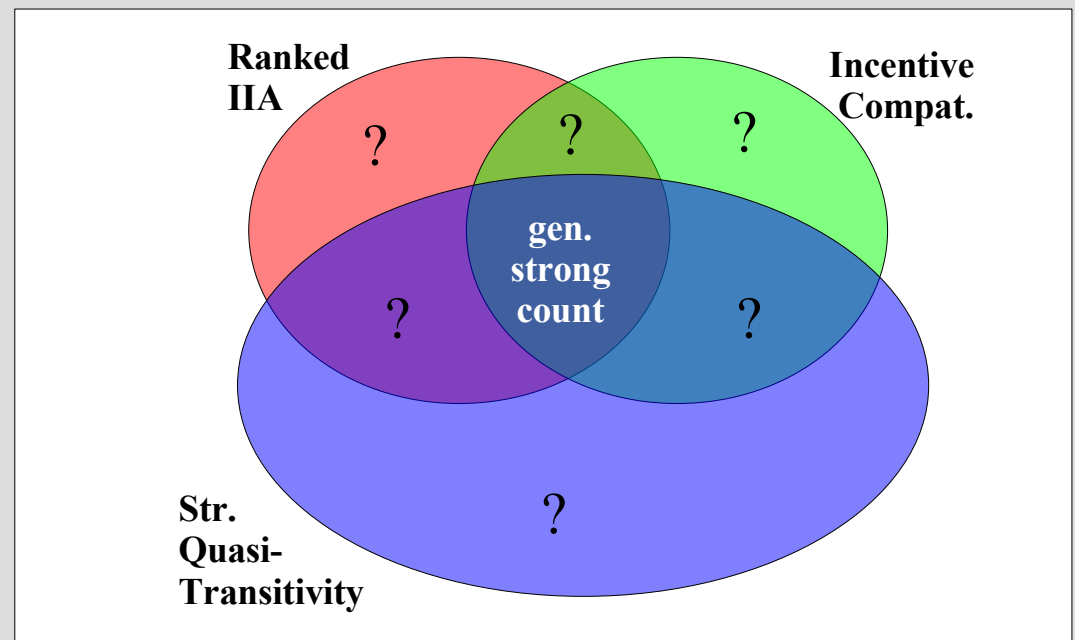 Ranked
IIA
Incentive
Compat.
?
?
?
gen.
strong
count
?
?
?
Str.
Quasi-
Transitivity